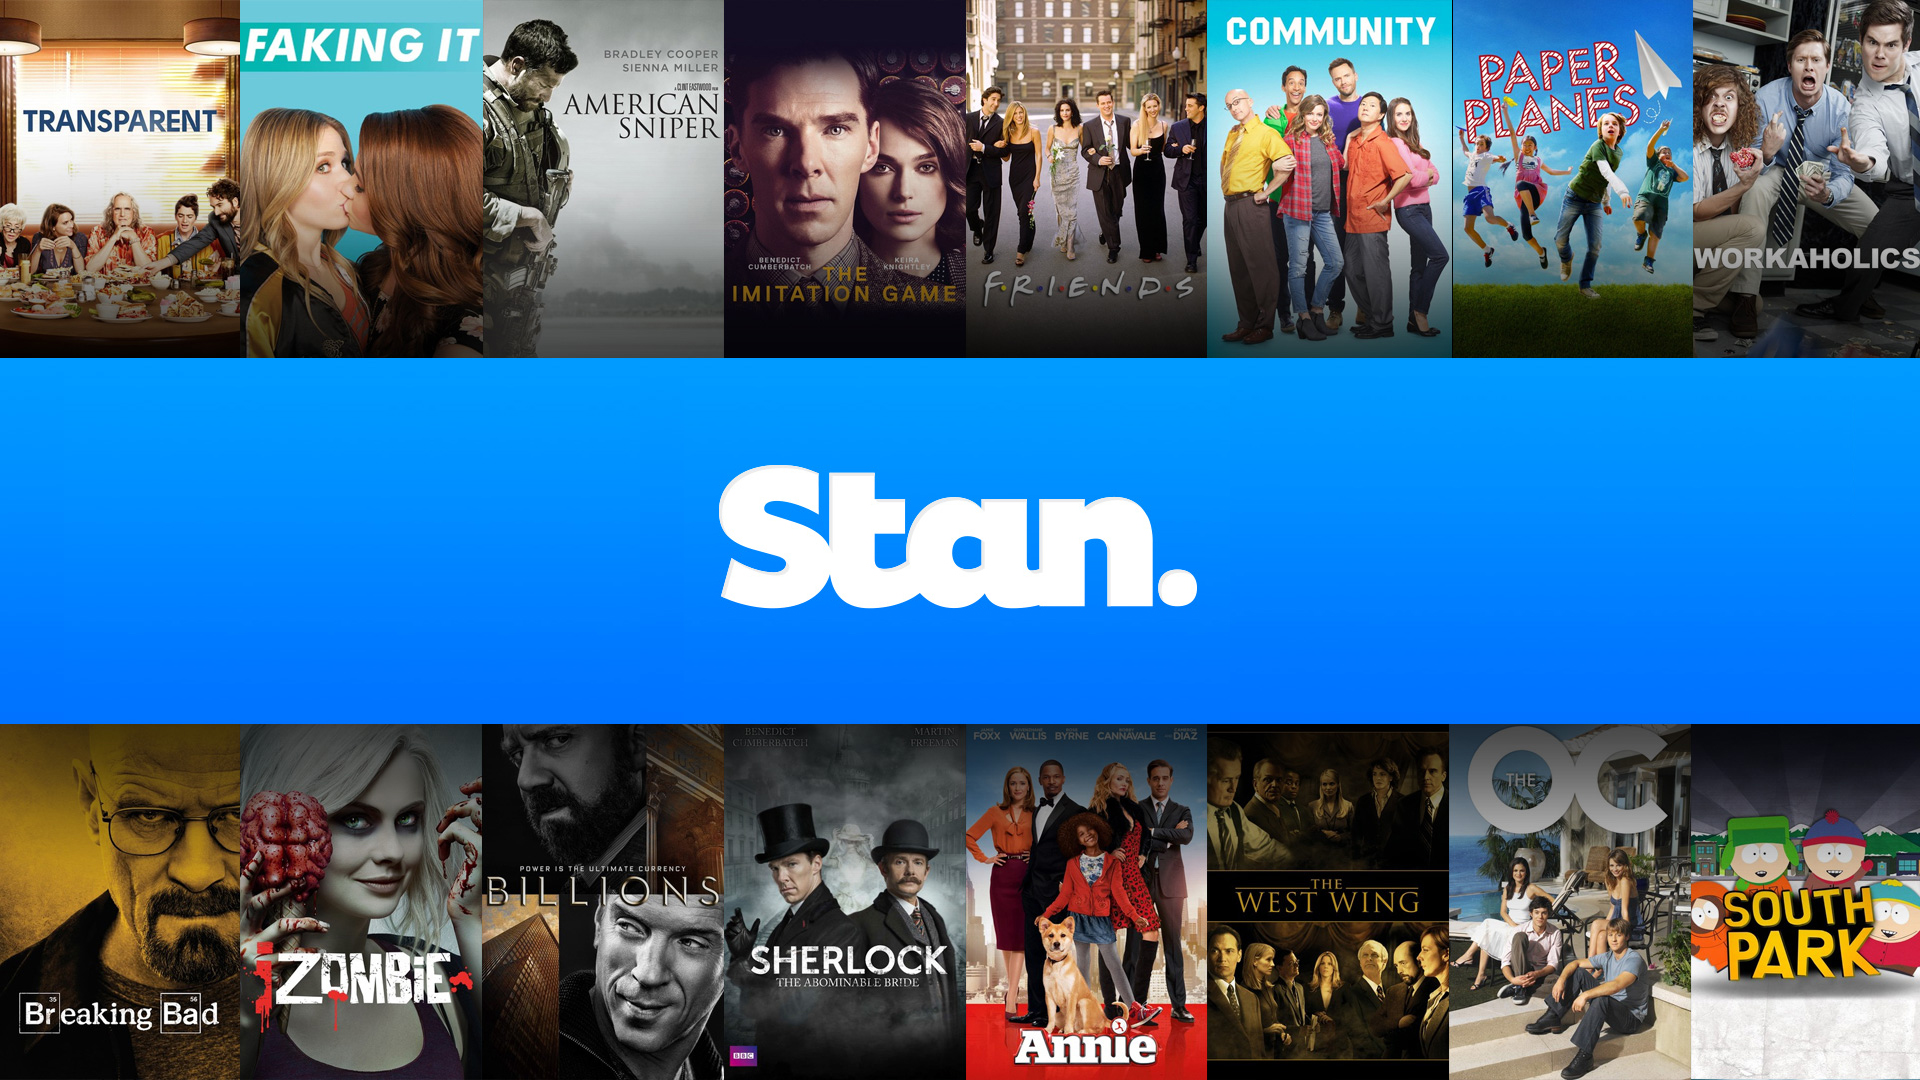 TRANSPARENT
FAKING IT
BRADLEY COOPER
SIENNA MILLER
AMERICAN
SNIPER
BENEDICT
CUMBERBATCH
KEIRA
KNIGHTLEY
THE
IMITATION GAME
F•R•I•E•N•D•S
COMMUNITY
PAPER
PLANES
WORKAHOLICS
Stan.
35
56
Breaking Bad
iZOMBiE
POWER IS THE ULTIMATE CURRENCY
BILLIONS
BENEDICT
CUMBERBATCH
MARTIN
FREEMAN
SHERLOCK
THE ABOMINABLE BRIDE
BBC
FOXX WALLIS BYRNE CANNAVALE DIAZ
Annie
THE
WEST WING
THE
OC
SOUTH
PARK